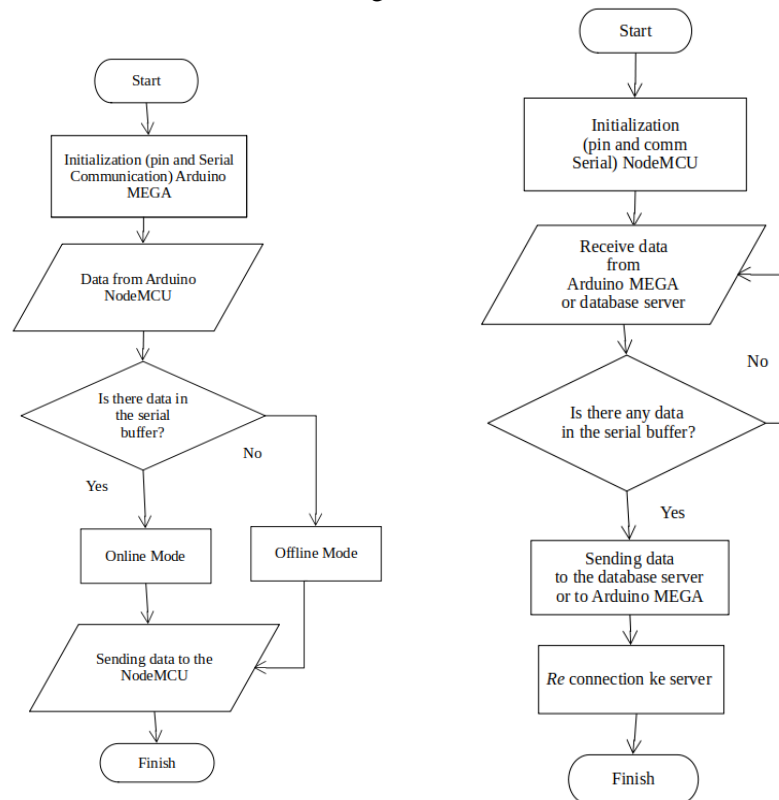 Start
Initialization (pin and Serial
Communication) Arduino
MEGA
Data from Arduino
NodeMCU
Is there data in
the serial
buffer?
No
Yes
Online Mode
Offline Mode
Sending data to the
NodeMCU
Finish
Start
Initialization
(pin and comm
Serial) NodeMCU
Receive data
from
Arduino MEGA
or database server
No
Is there any data
in the serial buffer?
Yes
Sending data
to the database server
or to Arduino MEGA
Re connection ke server
Finish